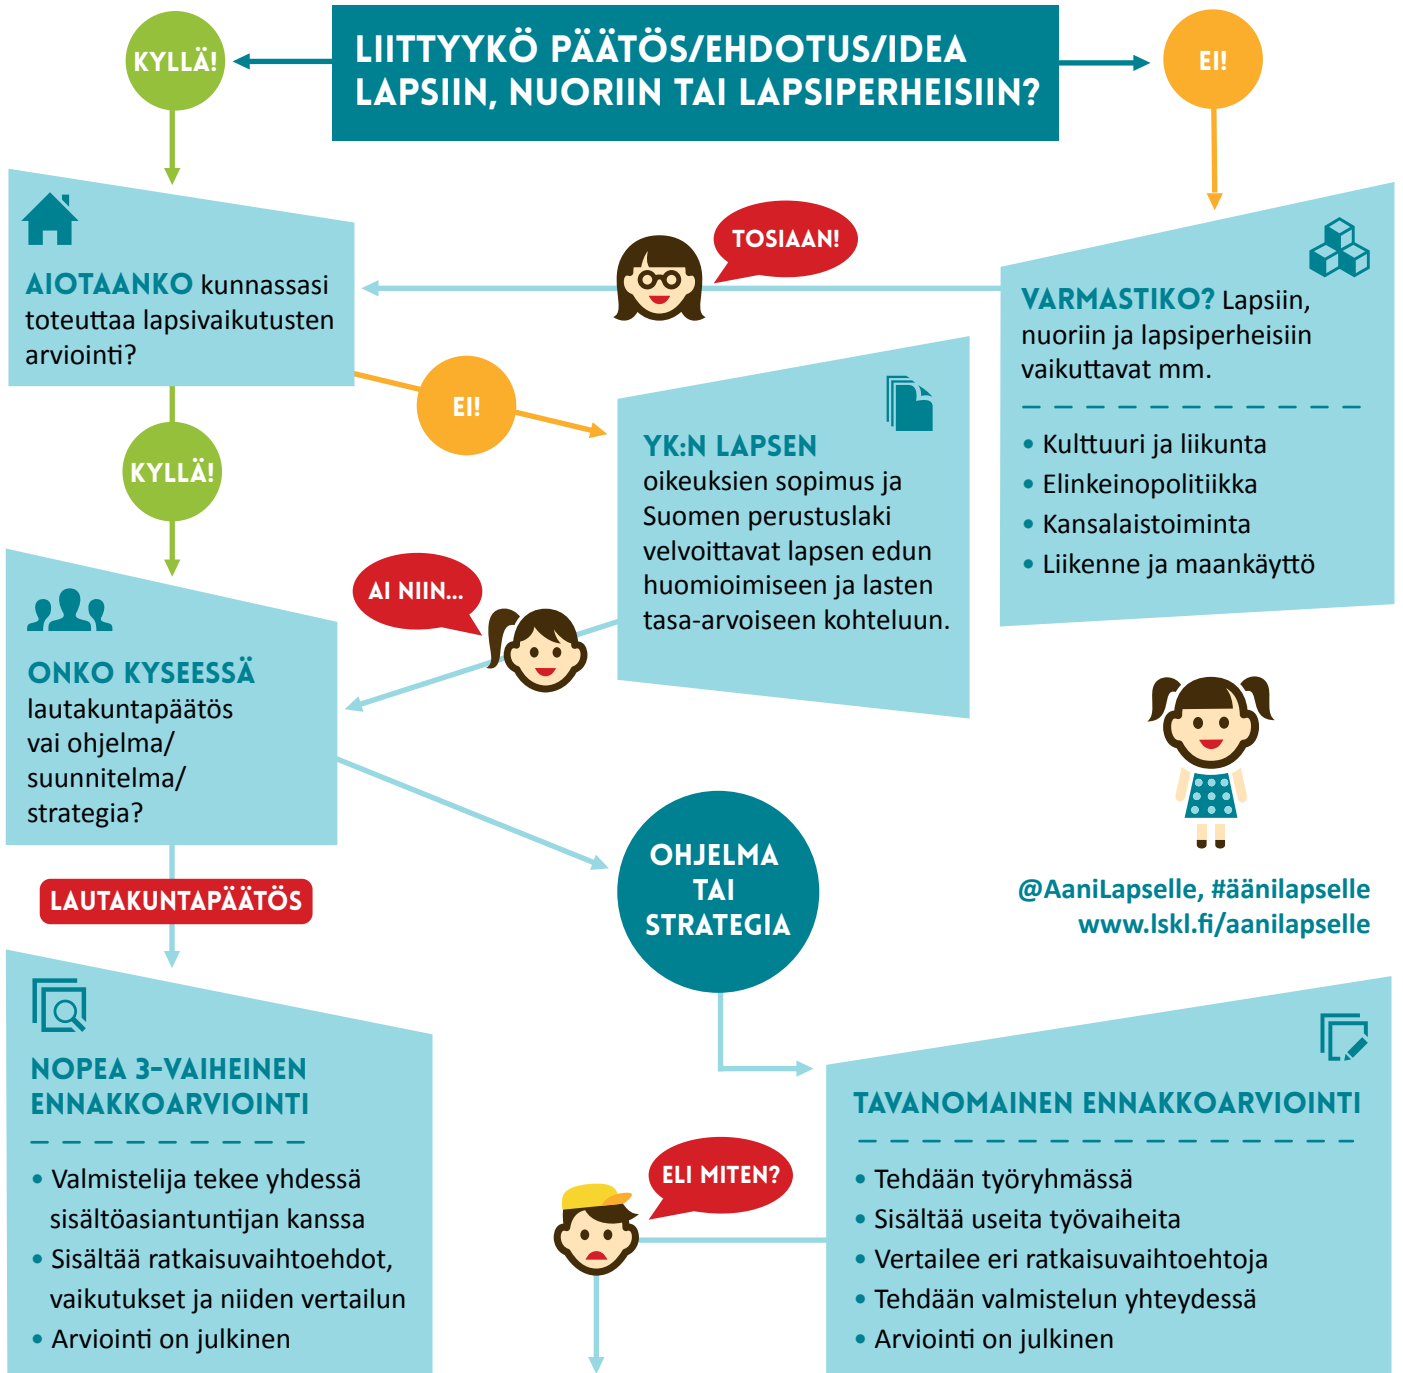 LIITTYYKÖ PÄÄTÖS/EHDOTUS/IDEA
LAPSIIN, NUORIIN TAI LAPSIPERHEISIIN?
KYLLÄ!
EI!
AIOTAANKO kunnassasi
toteuttaa lapsivaikutusten
arviointi?
TOSIAAN!
VARMASTIKO? Lapsiin,
nuoriin ja lapsiperheisiin
vaikuttavat mm.
• Kulttuuri ja liikunta
• Elinkeinopolitiikka
• Kansalaistoiminta
• Liikenne ja maankäyttö
EI!
KYLLÄ!
YK:N LAPSEN
oikeuksien sopimus ja
Suomen perustuslaki
velvoittavat lapsen edun
huomioimiseen ja lasten
tasa-arvoiseen kohteluun.
AI NIIN...
ONKO KYSEESSÄ
lautakuntapäätös
vai ohjelma/
suunnitelma/
strategia?
LAUTAKUNTAPÄÄTÖS
OHJELMA
TAI
STRATEGIA
@AaniLapselle, #äänilapselle
www.lskl.fi/aanilapselle
NOPEA 3-VAIHEINEN
ENNAKKOARVIOINTI
• Valmistelija tekee yhdessä
sisältöasiantuntijan kanssa
• Sisältää ratkaisuvaihtoehdot,
vaikutukset ja niiden vertailun
• Arviointi on julkinen
ELI MITEN?
TAVANOMAINEN ENNAKKOARVIOINTI
• Tehdään työryhmässä
• Sisältää useita työvaiheita
• Vertailee eri ratkaisuvaihtoehtoja
• Tehdään valmistelun yhteydessä
• Arviointi on julkinen